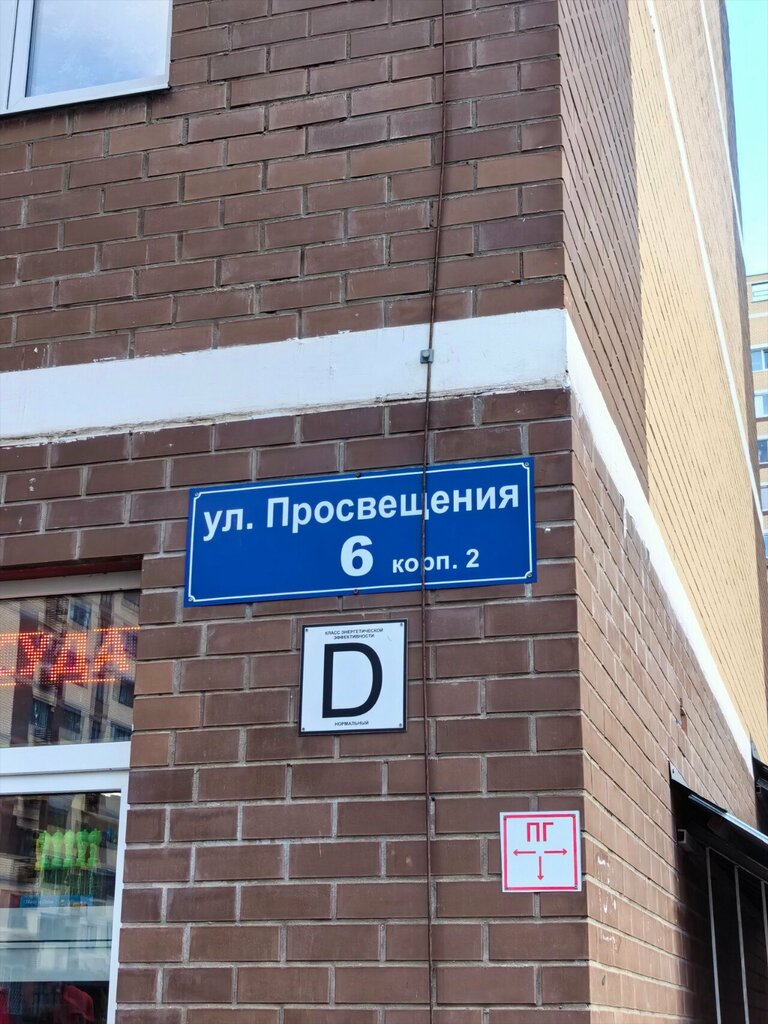 ул. Просвещения
6 корп. 2
КЛАСС ЭНЕРГЕТИЧЕСКОЙ
ЭФФЕКТИВНОСТИ
D
НОРМАЛЬНЫЙ
ПГ